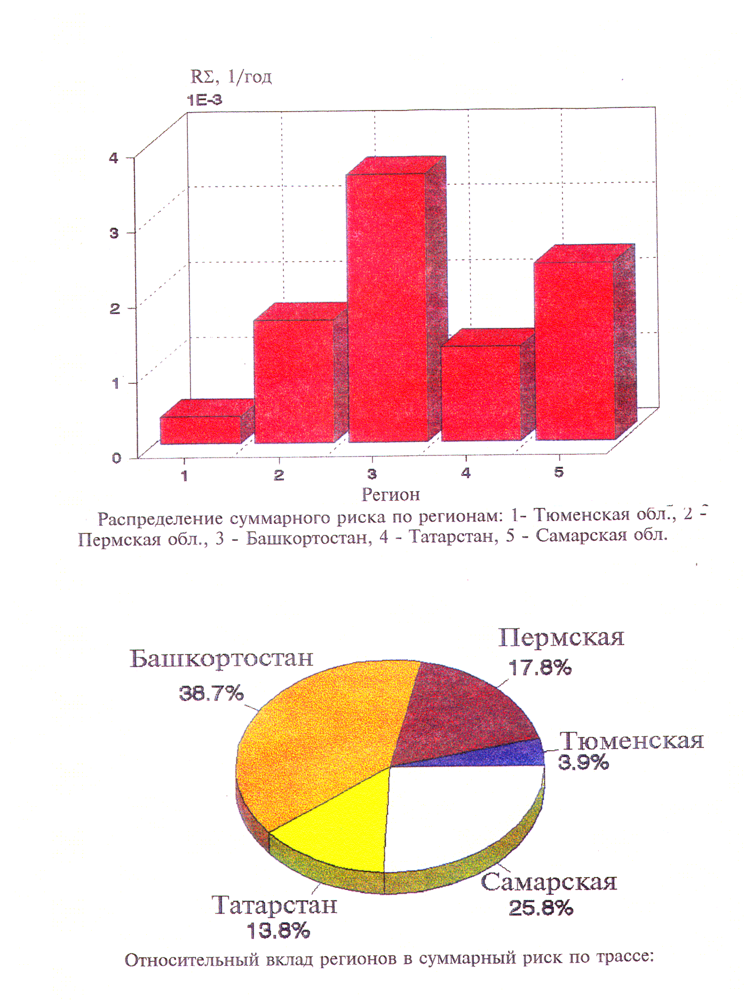 RΣ, 1/год
1E-3
4
3
2
1
0
1 2 3 4 5
Регион
Распределение суммарного риска по регионам: 1- Тюменская обл., 2 -
Пермская обл., 3 - Башкортостан, 4 - Татарстан, 5 - Самарская обл.
Пермская
17.8%
Башкортостан
38.7%
Тюменская
3.9%
Самарская
25.8%
Татарстан
13.8%
Относительный вклад регионов в суммарный риск по трассе: